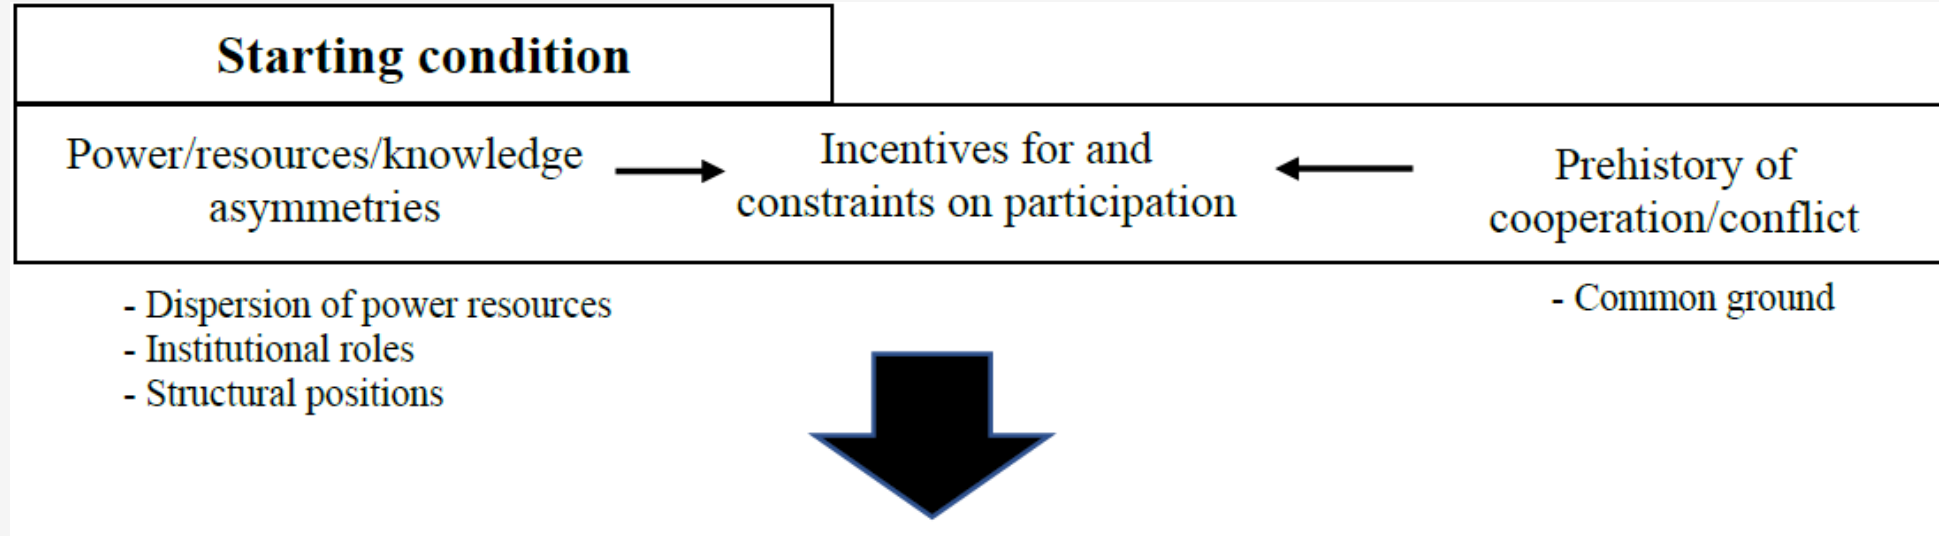 Starting condition
Power/resources/knowledge
asymmetries
Incentives for and
constraints on participation
Prehistory of
cooperation/conflict
- Dispersion of power resources
- Institutional roles
- Structural positions
- Common ground